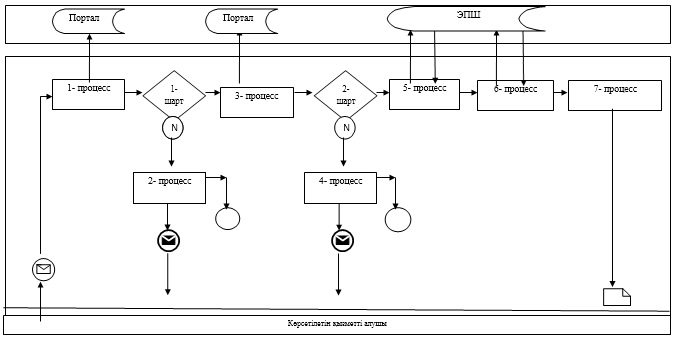 Портал
Портал
ЭПШ
1- процесс
1-
шарт
3- процесс
2-
шарт
5- процесс
6- процесс
7- процесс
N
N
2- процесс
4- процесс
Көрсетілетін қызметті алушы